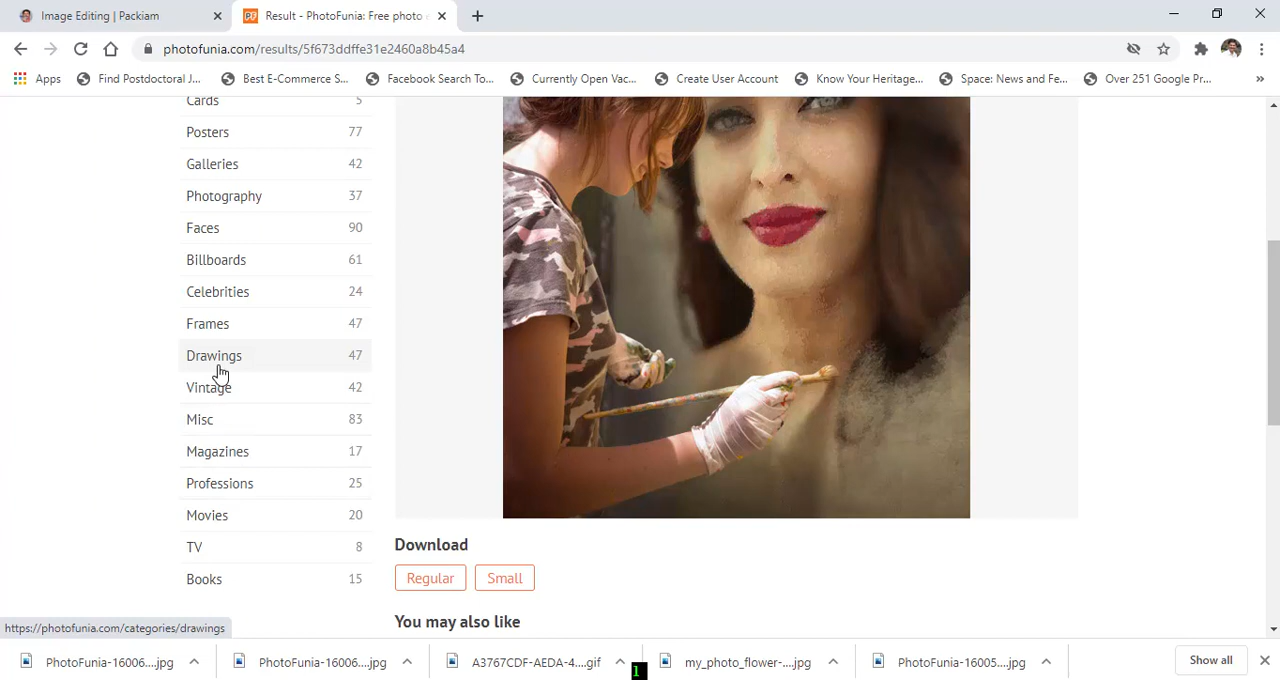 Image Editing | Packiam
Result - PhotoFunia: Free photo
photofunia.com/results/5f673ddffe31e2460a8b45a4
Apps
Find Postdoctoral J...
Best E-Commerce S...
Facebook Search To...
Currently Open Vac...
Create User Account
Know Your Heritage...
Space: News and Fe...
Over 251 Google Pr...
»
Cards 5
Posters 77
Galleries 42
Photography 37
Faces 90
Billboards 61
Celebrities 24
Frames 47
Drawings 47
Vintage 42
Misc 83
Magazines 17
Professions 25
Movies 20
TV 8
Books 15
Download
Regular Small
You may also like
https://photofunia.com/categories/drawings
PhotoFunia-16006....jpg
PhotoFunia-16006....jpg
A3767CDF-AEDA-4....gif
my_photo_flower-....jpg
PhotoFunia-16005....jpg
Show all
1